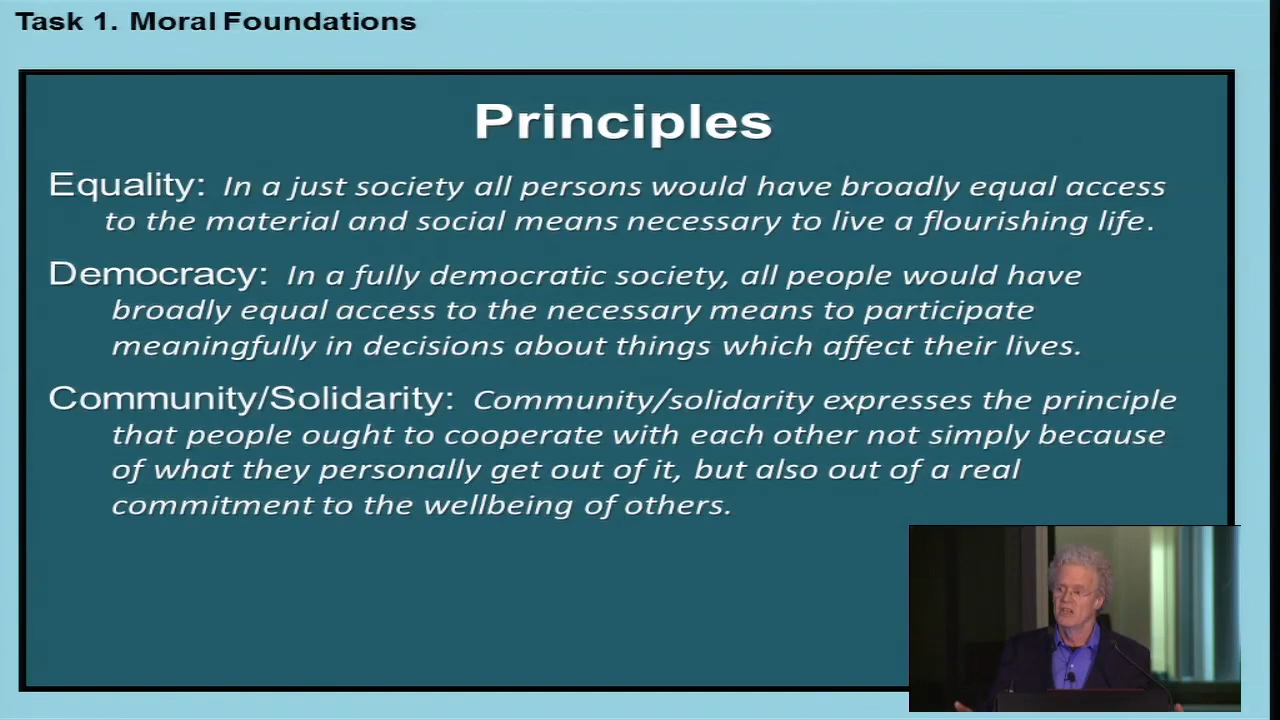 Task 1. Moral Foundations
Principles
Equality: In a just society all persons would have broadly equal access
to the material and social means necessary to live a flourishing life.
Democracy: In a fully democratic society, all people would have
broadly equal access to the necessary means to participate
meaningfully in decisions about things which affect their lives.
Community/Solidarity: Community/solidarity expresses the principle
that people ought to cooperate with each other not simply because
of what they personally get out of it, but also out of a real
commitment to the wellbeing of others.